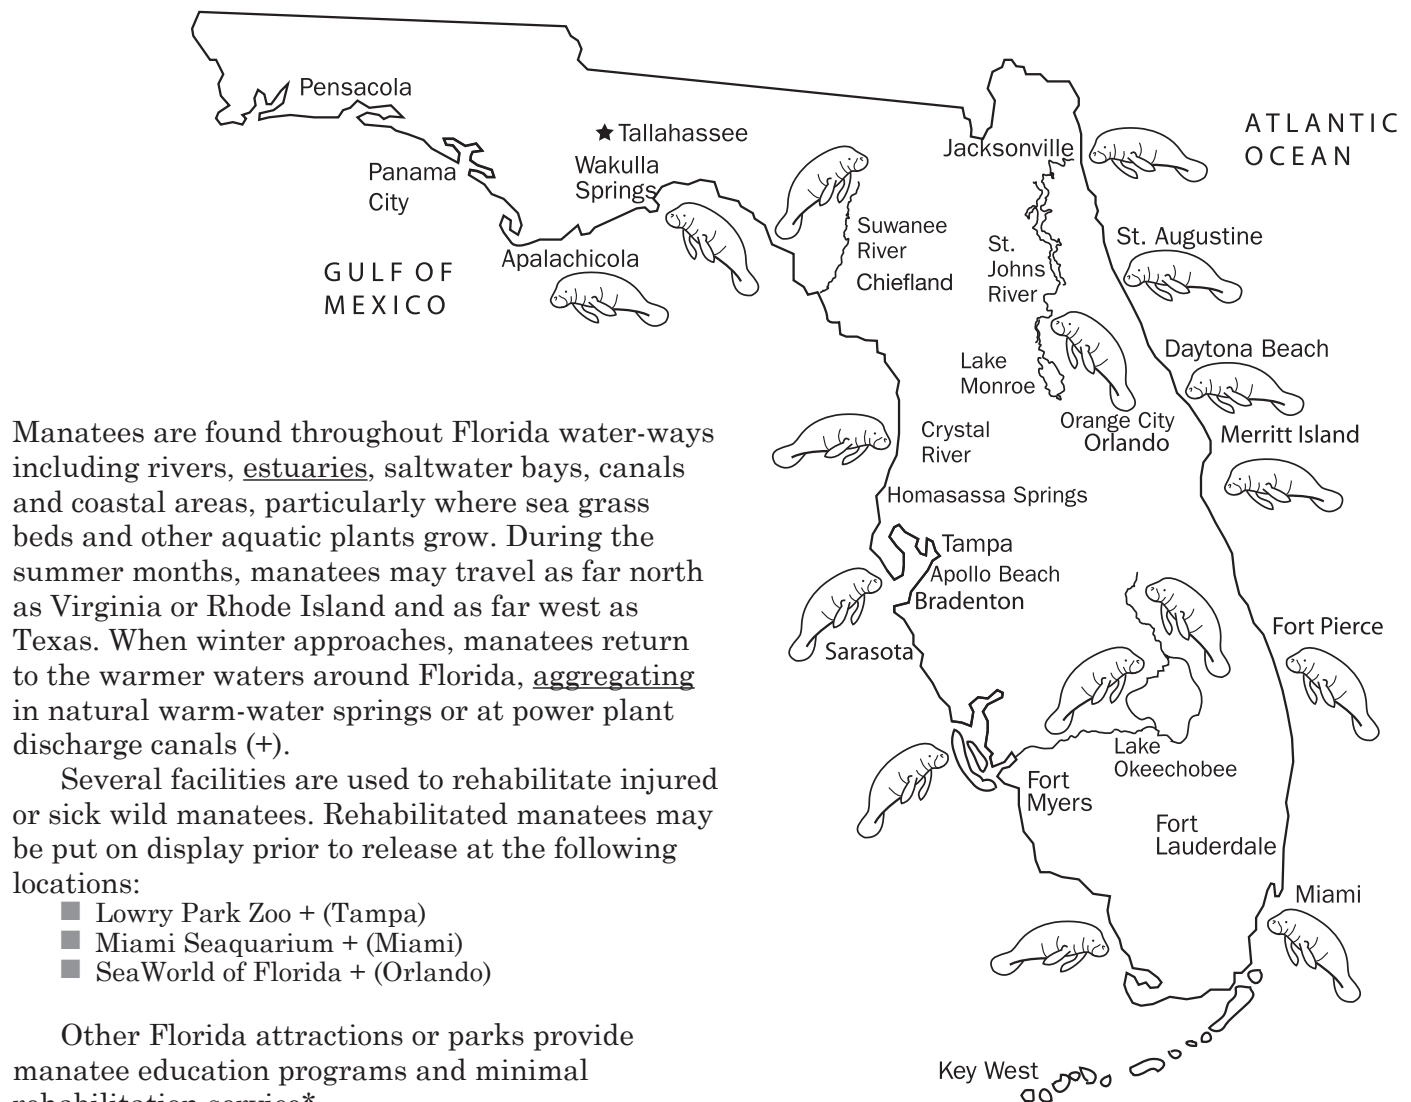 Pensacola
★ Tallahassee
Wakulla
Springs
Panama
City
Apalachicola
GULF OF
MEXICO
Suwanee
River
Chiefland
Jacksonville
ATLANTIC
OCEAN
St.
Johns
River
St. Augustine
Lake
Monroe
Daytona Beach
Orange City
Orlando
Merritt Island
Crystal
River
Homasassa Springs
Tampa
Apollo Beach
Bradenton
Sarasota
Fort Pierce
Lake
Okeechobee
Fort
Myers
Fort
Lauderdale
Miami
Key West
Manatees are found throughout Florida water-ways
including rivers, estuaries, saltwater bays, canals
and coastal areas, particularly where sea grass
beds and other aquatic plants grow. During the
summer months, manatees may travel as far north
as Virginia or Rhode Island and as far west as
Texas. When winter approaches, manatees return
to the warmer waters around Florida, aggregating
in natural warm-water springs or at power plant
discharge canals (+).
Several facilities are used to rehabilitate injured
or sick wild manatees. Rehabilitated manatees may
be put on display prior to release at the following
locations:
■ Lowry Park Zoo + (Tampa)
■ Miami Seaquarium + (Miami)
■ SeaWorld of Florida + (Orlando)
Other Florida attractions or parks provide
manatee education programs and minimal
rehabilitation service*